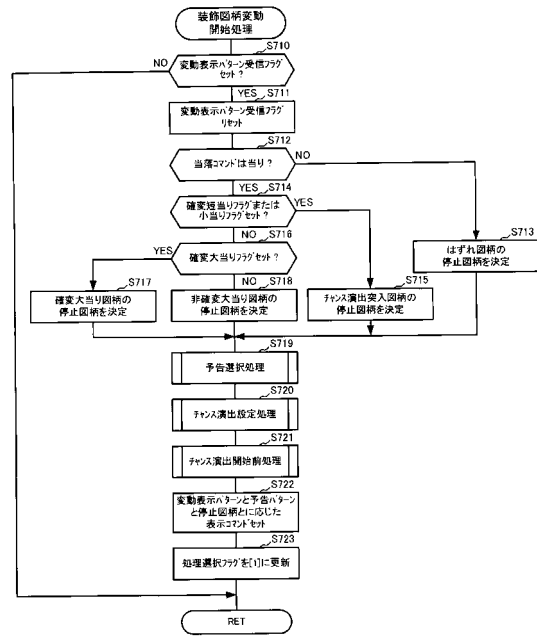 装飾図柄変動
開始処理
S710
変動表示パターン受信フラグ
セット?
NO
YES
S711
変動表示パターン受信フラグ
リセット
S712
当落コマンドは当り?
NO
YES
S714
確変短当りフラグまたは
小当りフラグセット?
YES
NO
S716
確変大当りフラグセット?
YES
NO
S713
はずれ図柄の
停止図柄を決定
S717
確変大当り図柄の
停止図柄を決定
S718
非確変大当り図柄の
停止図柄を決定
S715
チャンス演出突入図柄の
停止図柄を決定
S719
予告選択処理
S720
チャンス演出設定処理
S721
チャンス演出開始前処理
S722
変動表示パターンと予告パターン
と停止図柄とに応じた
表示コマンドセット
S723
処理選択フラグを[1]に更新
RET